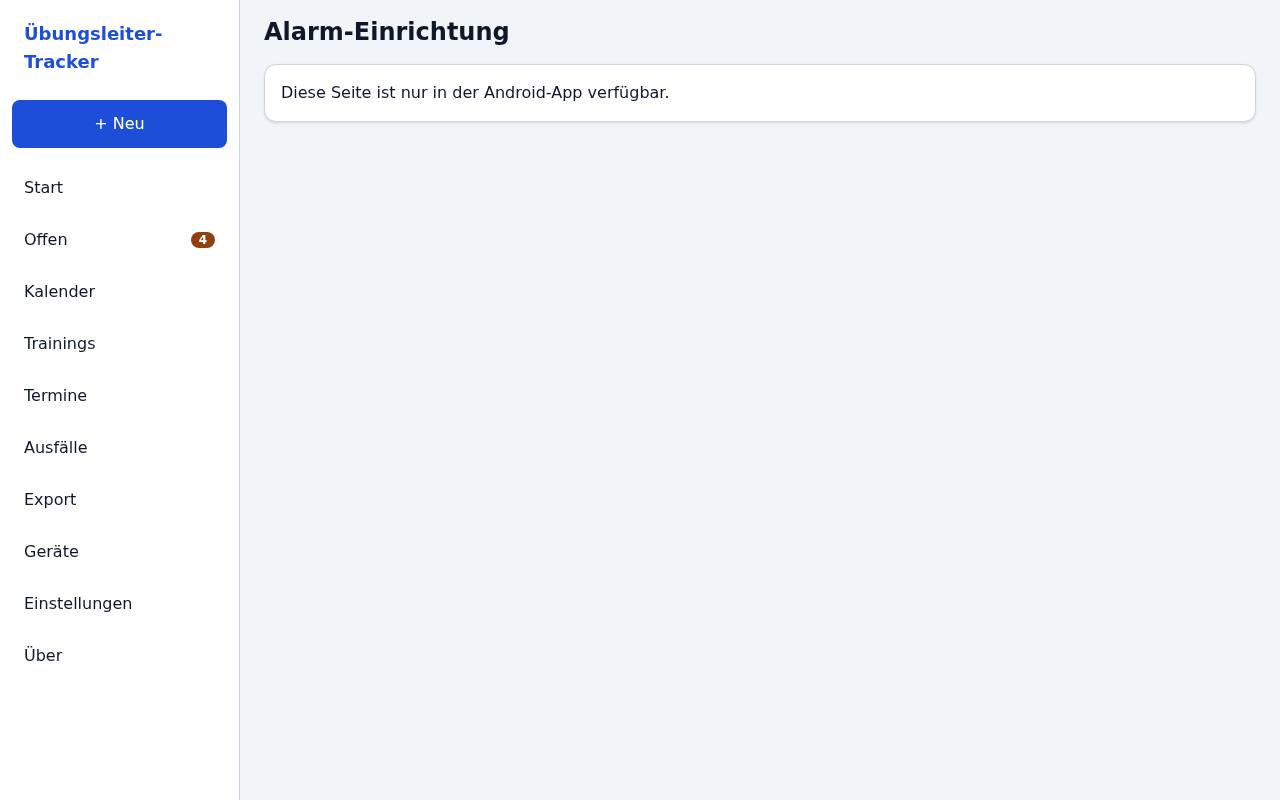 Übungsleiter-
Tracker
+ Neu
Start
Offen 4
Kalender
Trainings
Termine
Ausfälle
Export
Geräte
Einstellungen
Über
Alarm-Einrichtung
Diese Seite ist nur in der Android-App verfügbar.